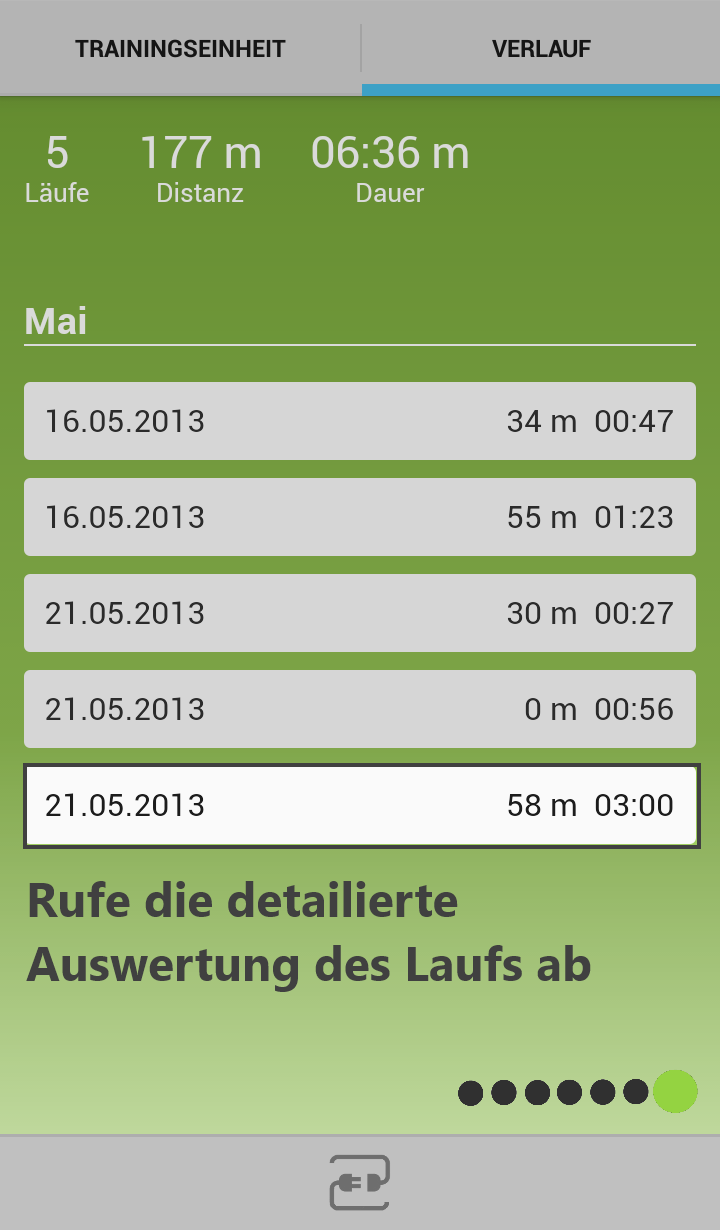 TRAININGSEINHEIT VERLAUF
5 177 m 06:36 m
Läufe Distanz Dauer
Mai
16.05.2013 34 m 00:47
16.05.2013 55 m 01:23
21.05.2013 30 m 00:27
21.05.2013 0 m 00:56
21.05.2013 58 m 03:00
Rufe die detailierte
Auswertung des Laufs ab